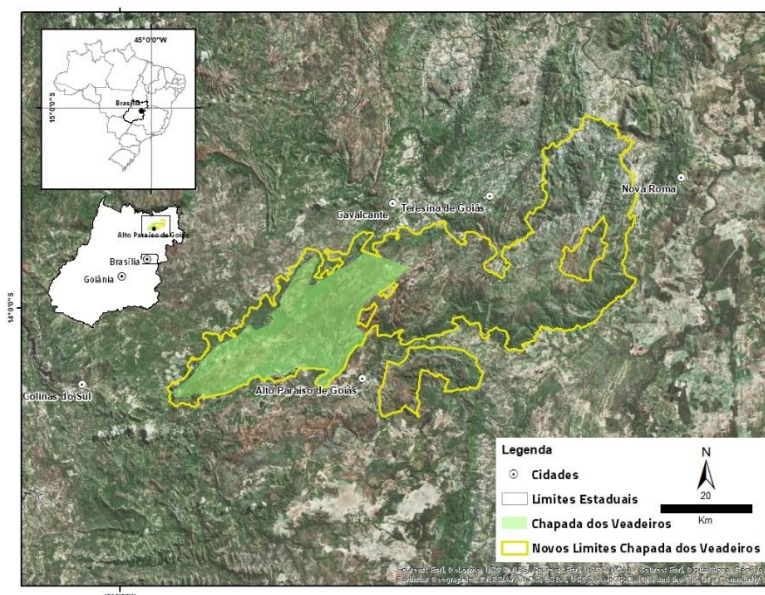 45°0'0"W
15°0'0"S
Brasília
Alto Paraíso de Goiás
Brasília
Goiânia
14°0'0"S
Cavalcante
Teresina de Goiás
Nova Roma
Alto Paraíso de Goiás
Colinas do Sul
Legenda
Cidades
Limites Estaduais
Chapada dos Veadeiros
Novos Limites Chapada dos Veadeiros
N
20
Km